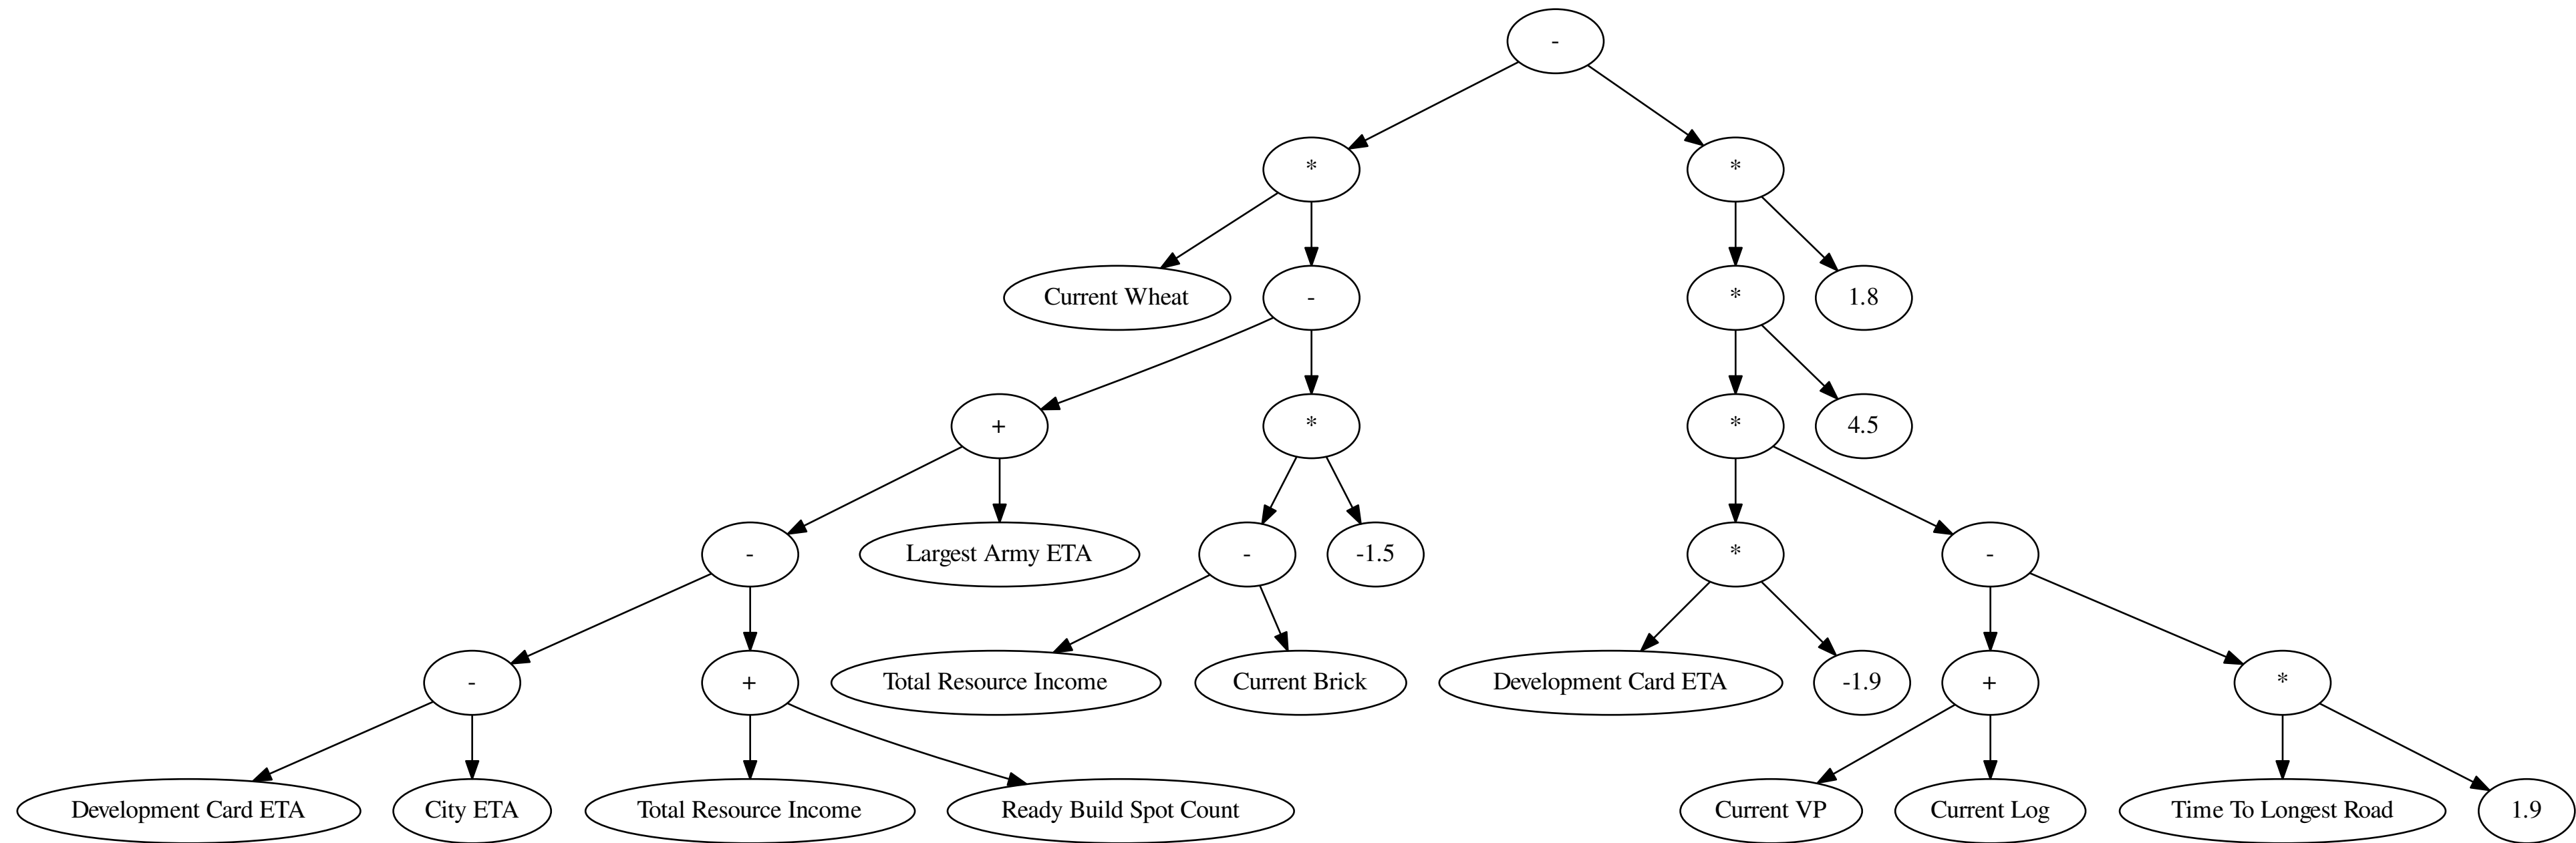 -
*
*
Current Wheat
-
*
1.8
+
*
*
4.5
-
Largest Army ETA
-
-1.5
*
-
-
+
Total Resource Income
Current Brick
Development Card ETA
-1.9
+
*
Development Card ETA
City ETA
Total Resource Income
Ready Build Spot Count
Current VP
Current Log
Time To Longest Road
1.9